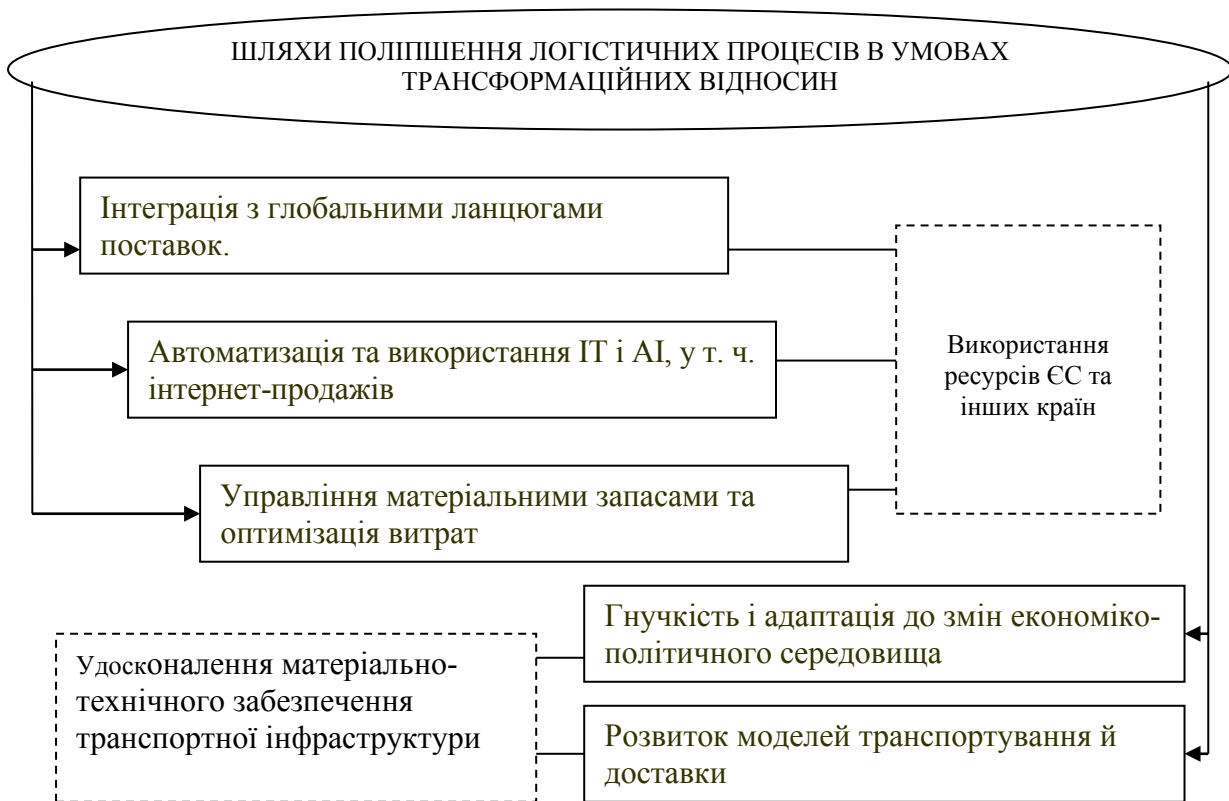 ШЛЯХИ ПОЛІПШЕННЯ ЛОГІСТИЧНИХ ПРОЦЕСІВ В УМОВАХ
ТРАНСФОРМАЦІЙНИХ ВІДНОСИН
Інтеграція з глобальними ланцюгами
поставок.
Автоматизація та використання ІТ і АІ, у т. ч.
інтернет-продажів
Використання
ресурсів ЄС та
інших країн
Управління матеріальними запасами та
оптимізація витрат
Гнучкість і адаптація до змін економіко-
політичного середовища
Удосконалення матеріально-
технічного забезпечення
транспортної інфраструктури
Розвиток моделей транспортування й
доставки